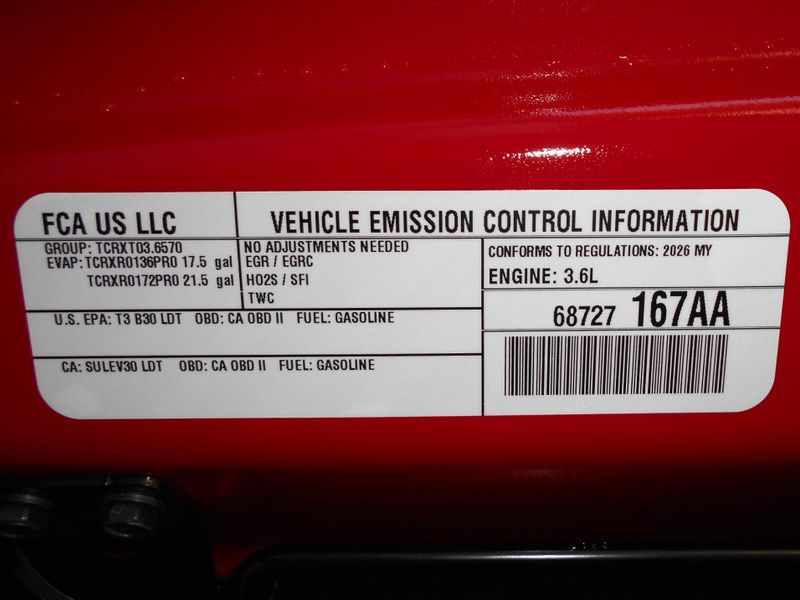 FCA US LLC
VEHICLE EMISSION CONTROL INFORMATION
GROUP: TCRXT03.6570
EVAP: TCRXR0136PR0 17.5 gal
TCRXR0172PR0 21.5 gal
NO ADJUSTMENTS NEEDED
EGR / EGRC
HO2S / SFI
TWC
CONFORMS TO REGULATIONS: 2026 MY
ENGINE: 3.6L
68727 167AA
U.S. EPA: T3 B30 LDT OBD: CA OBD II FUEL: GASOLINE
CA: SULEV30 LDT OBD: CA OBD II FUEL: GASOLINE